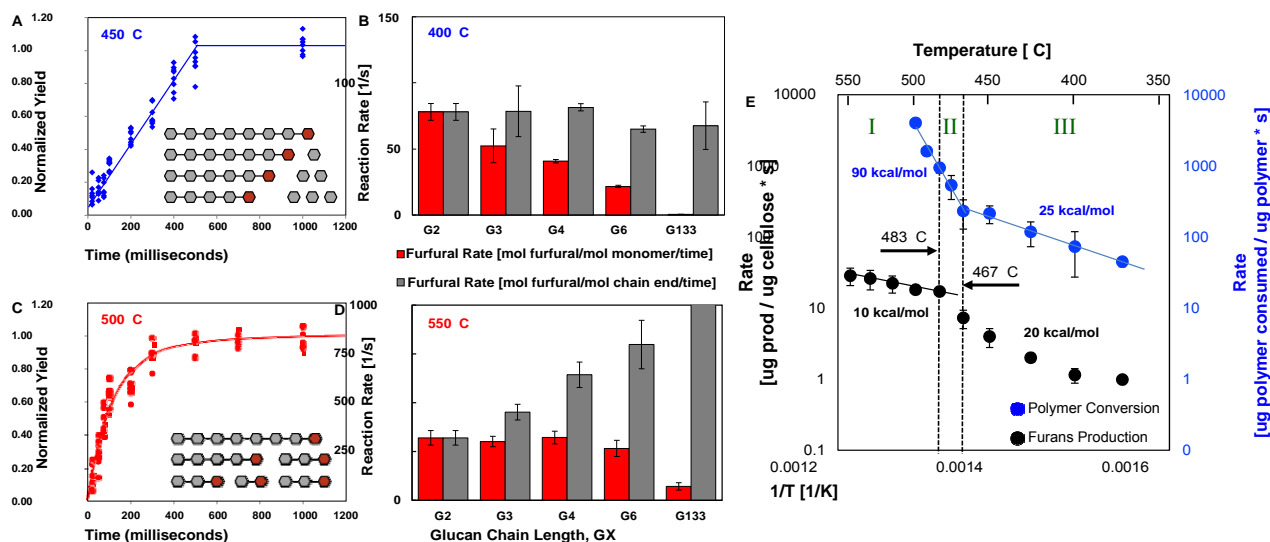 A
450 C
Normalized Yield
1.20
1.00
0.80
0.60
0.40
0.20
0.00
0 200 400 600 800 1000 1200
Time (milliseconds)
B
400 C
Reaction Rate [1/s]
150
100
50
0
G2 G3 G4 G6 G133
Furfural Rate [mol furfural/mol monomer/time]
Furfural Rate [mol furfural/mol chain end/time]
C
500 C
Normalized Yield
1.20
1.00
0.80
0.60
0.40
0.20
0.00
0 200 400 600 800 1000 1200
Time (milliseconds)
D
550 C
Reaction Rate [1/s]
1000
750
500
250
0
G2 G3 G4 G6 G133
Glucan Chain Length, GX
E
Temperature [ C]
550 500 450 400 350
I II III
Rate
[ug prod / ug cellulose * s]
10000
1000
100
10
1
0.1
Rate
[ug polymer consumed / ug polymer * s]
10000
1000
100
10
1
0
90 kcal/mol
25 kcal/mol
483 C
467 C
10 kcal/mol
20 kcal/mol
Polymer Conversion
Furans Production
0.0012 0.0014 0.0016
1/T [1/K]